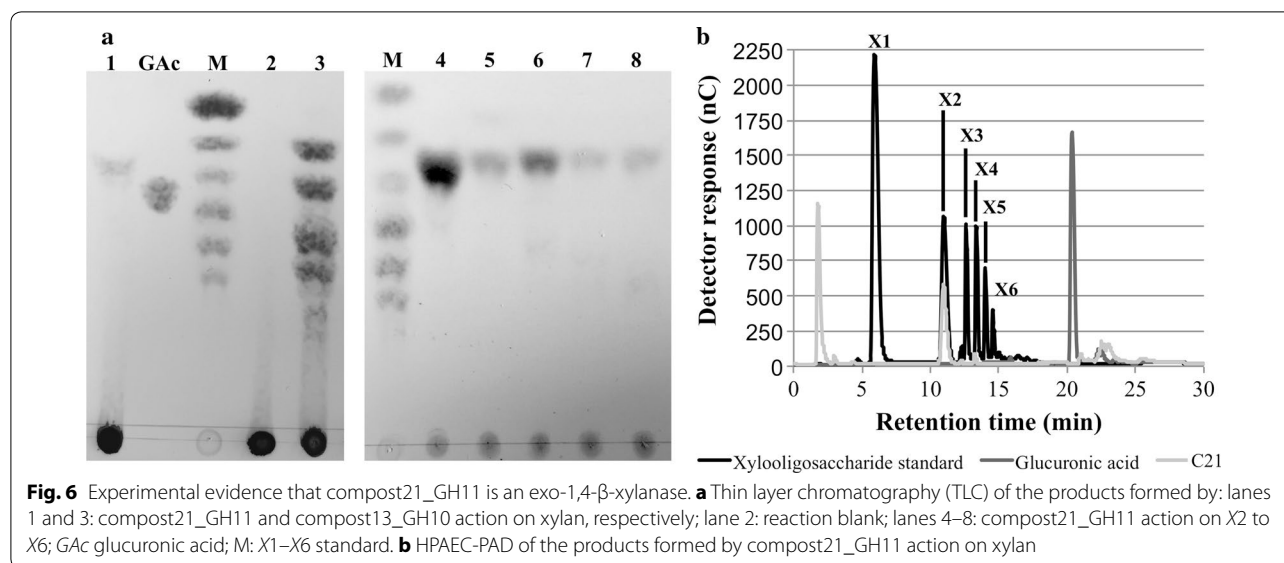 a
1 GAc M 2 3
M 4 5 6 7 8
b
Detector response (nC)
2250
2000
1750
1500
1250
1000
750
500
250
0
X1
X2
X3
X4
X5
X6
0 5 10 15 20 25 30
Retention time (min)
Xylooligosaccharide standard Glucuronic acid C21
Fig. 6 Experimental evidence that compost21_GH11 is an exo-1,4-β-xylanase. a Thin layer chromatography (TLC) of the products formed by: lanes
1 and 3: compost21_GH11 and compost13_GH10 action on xylan, respectively; lane 2: reaction blank; lanes 4–8: compost21_GH11 action on X2 to
X6; GAc glucuronic acid; M: X1–X6 standard. b HPAEC-PAD of the products formed by compost21_GH11 action on xylan